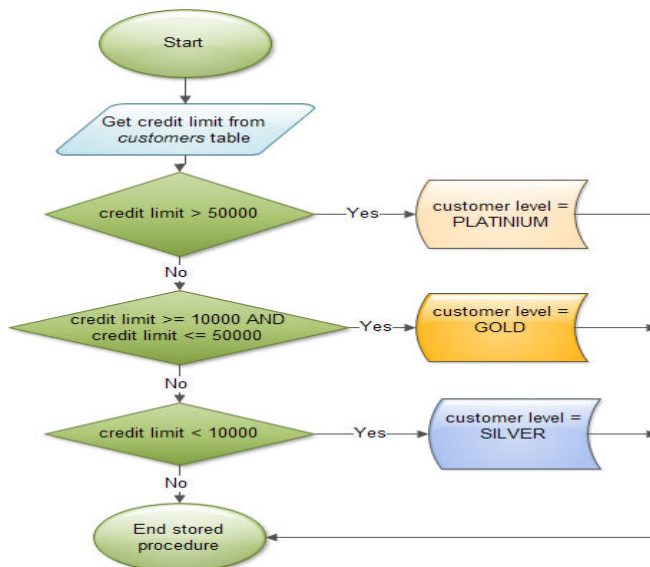 Start
Get credit limit from
customers table
credit limit > 50000
Yes
customer level =
PLATINIUM
No
credit limit >= 10000 AND
credit limit <= 50000
Yes
customer level =
GOLD
No
credit limit < 10000
Yes
customer level =
SILVER
No
End stored
procedure